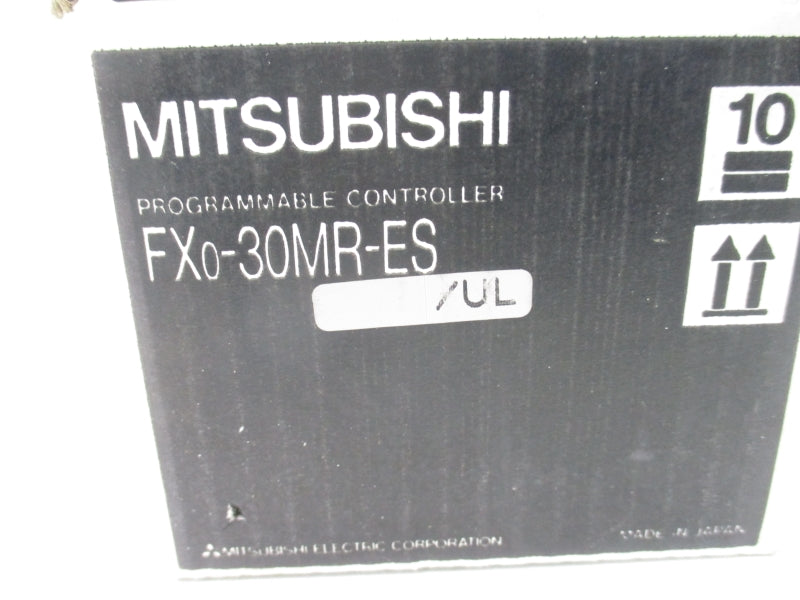 MITSUBISHI
10
PROGRAMMABLE CONTROLLER
FX0-30MR-ES
/UL
MITSUBISHI ELECTRIC CORPORATION
MADE IN JAPAN